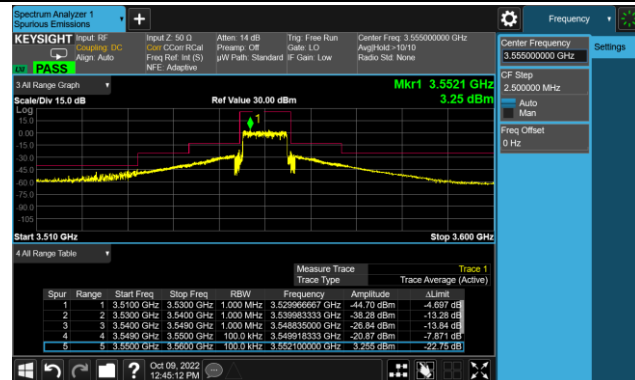 Spectrum Analyzer 1
Spurious Emissions
Frequency
KEYSIGHT
Input: RF
Coupling: DC
Align: Auto
Input Z: 50 Ω
Corr CCorr RCal
Freq Ref: Int (S)
NFE: Adaptive
Atten: 14 dB
Preamp: Off
µW Path: Standard
Trig: Free Run
Gate: LO
IF Gain: Low
Center Freq: 3.555000000 GHz
Avg|Hold:>10/10
Radio Std: None
PASS
Center Frequency
3.555000000 GHz
Settings
CF Step
2.500000 MHz
Auto
Man
Freq Offset
0 Hz
3 All Range Graph
Mkr1 3.5521 GHz
3.25 dBm
Scale/Div 15.0 dB
Ref Value 30.00 dBm
Log
15.0
0.00
-15.0
-30.0
-45.0
-60.0
-75.0
-90.0
-105
1
Start 3.510 GHz
Stop 3.600 GHz
4 All Range Table
Measure Trace Trace 1
Trace Type Trace Average (Active)
Spur Range Start Freq Stop Freq RBW Frequency Amplitude ΔLimit
1 1 3.5100 GHz 3.5300 GHz 1.000 MHz 3.529966667 GHz -44.70 dBm -4.697 dB
2 2 3.5300 GHz 3.5400 GHz 1.000 MHz 3.539983333 GHz -38.28 dBm -13.28 dB
3 3 3.5400 GHz 3.5490 GHz 1.000 MHz 3.548835000 GHz -26.84 dBm -13.84 dB
4 4 3.5490 GHz 3.5500 GHz 100.0 kHz 3.549918333 GHz -20.87 dBm -7.871 dB
5 5 3.5500 GHz 3.5600 GHz 100.0 kHz 3.552100000 GHz 3.255 dBm -22.75 dB
?
Oct 09, 2022
12:45:12 PM